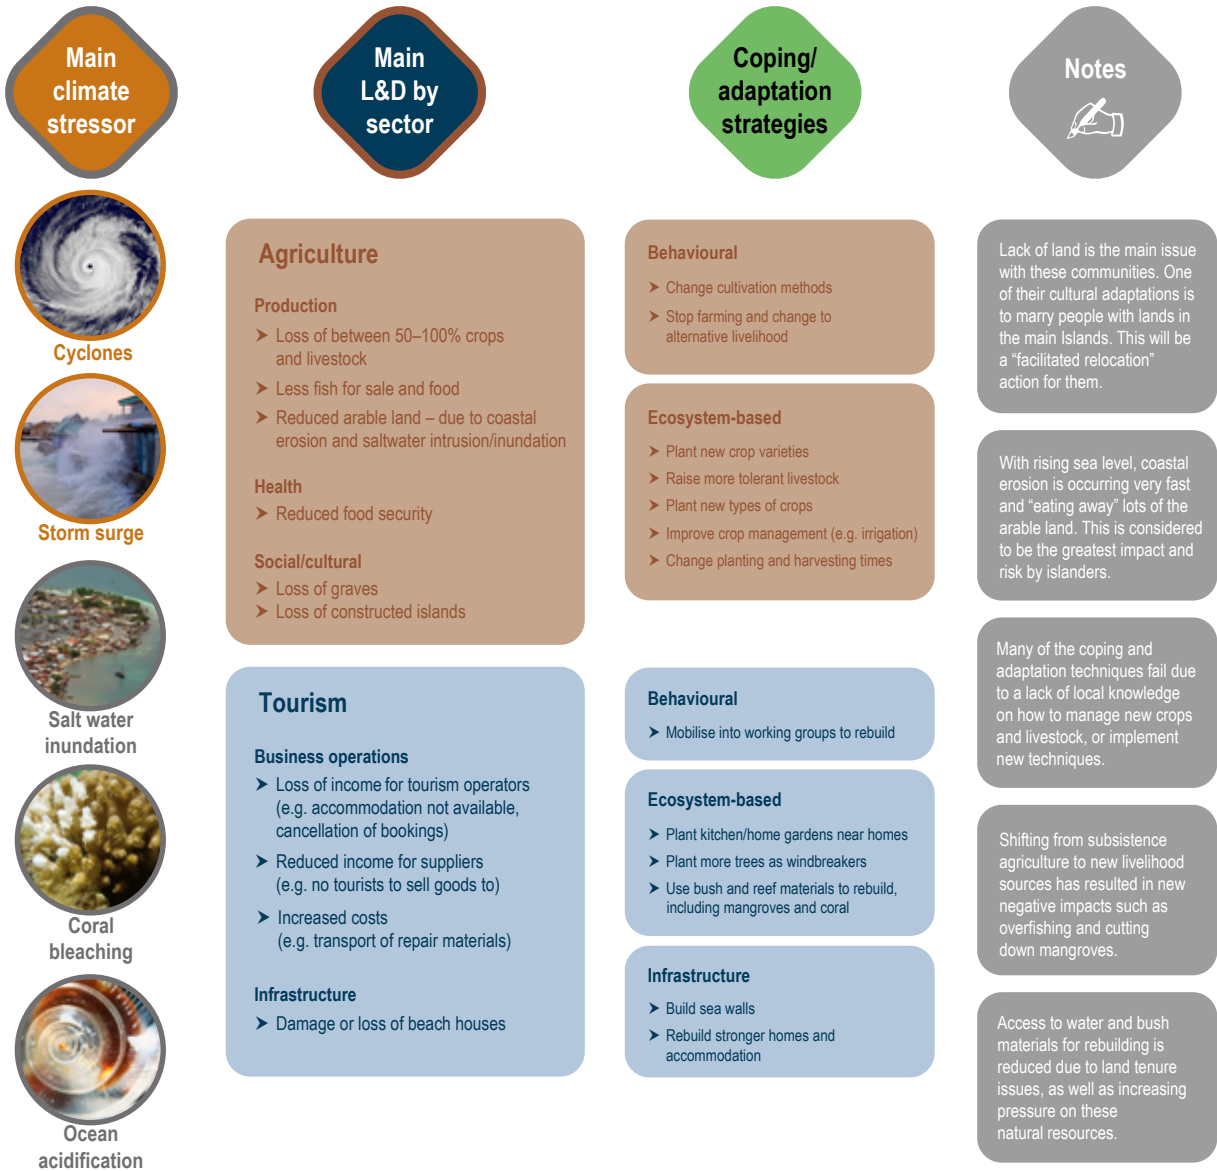 Main
climate
stressor
Main
L&D by
sector
Coping/
adaptation
strategies
Notes
Cyclones
Storm surge
Salt water
inundation
Coral
bleaching
Ocean
acidification
Agriculture
Production
➤ Loss of between 50–100% crops
and livestock
➤ Less fish for sale and food
➤ Reduced arable land – due to coastal
erosion and saltwater intrusion/inundation
Health
➤ Reduced food security
Social/cultural
➤ Loss of graves
➤ Loss of constructed islands
Tourism
Business operations
➤ Loss of income for tourism operators
(e.g. accommodation not available,
cancellation of bookings)
➤ Reduced income for suppliers
(e.g. no tourists to sell goods to)
➤ Increased costs
(e.g. transport of repair materials)
Infrastructure
➤ Damage or loss of beach houses
Behavioural
➤ Change cultivation methods
➤ Stop farming and change to
alternative livelihood
Ecosystem-based
➤ Plant new crop varieties
➤ Raise more tolerant livestock
➤ Plant new types of crops
➤ Improve crop management (e.g. irrigation)
➤ Change planting and harvesting times
Behavioural
➤ Mobilise into working groups to rebuild
Ecosystem-based
➤ Plant kitchen/home gardens near homes
➤ Plant more trees as windbreakers
➤ Use bush and reef materials to rebuild,
including mangroves and coral
Infrastructure
➤ Build sea walls
➤ Rebuild stronger homes and
accommodation
Lack of land is the main issue
with these communities. One
of their cultural adaptations is
to marry people with lands in
the main Islands. This will be
a “facilitated relocation”
action for them.
With rising sea level, coastal
erosion is occurring very fast
and “eating away” lots of the
arable land. This is considered
to be the greatest impact and
risk by islanders.
Many of the coping and
adaptation techniques fail due
to a lack of local knowledge
on how to manage new crops
and livestock, or implement
new techniques.
Shifting from subsistence
agriculture to new livelihood
sources has resulted in new
negative impacts such as
overfishing and cutting
down mangroves.
Access to water and bush
materials for rebuilding is
reduced due to land tenure
issues, as well as increasing
pressure on these
natural resources.